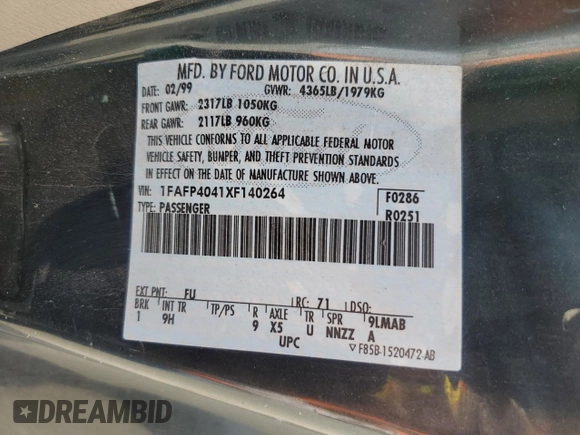 MFD. BY FORD MOTOR CO. IN U.S.A.
DATE: 02/99 GVWR: 4365LB/1979KG
FRONT GAWR: 2317LB 1050KG
REAR GAWR: 2117LB 960KG
THIS VEHICLE CONFORMS TO ALL APPLICABLE FEDERAL MOTOR
VEHICLE SAFETY, BUMPER, AND THEFT PREVENTION STANDARDS
IN EFFECT ON THE DATE OF MANUFACTURE SHOWN ABOVE.
VIN: 1FAFP4041XF140264 F0286
TYPE: PASSENGER R0251
EXT PNT: FU RC: 71 DSO:
BRK INT TR TP/PS R AXLE TR SPR 9LMAB
1 9H 9 X5 U NNZZ A
UPC ▽ F85B-1520472-AB
DREAMBID